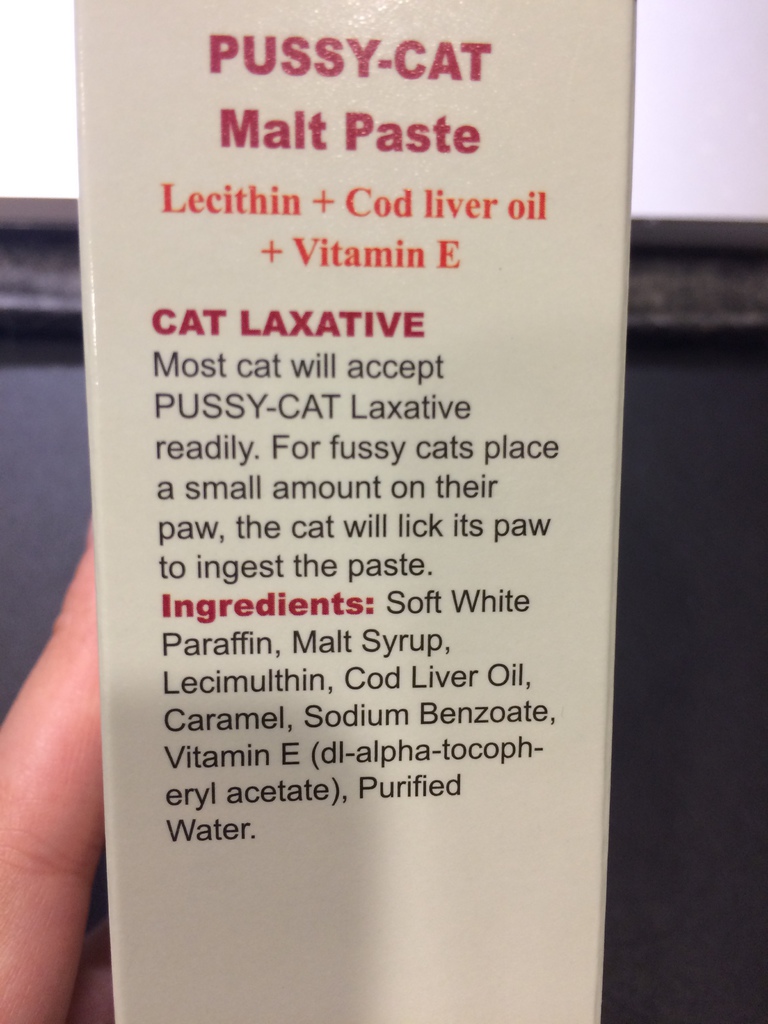 PUSSY-CAT
Malt Paste
Lecithin + Cod liver oil
+ Vitamin E
CAT LAXATIVE
Most cat will accept
PUSSY-CAT Laxative
readily. For fussy cats place
a small amount on their
paw, the cat will lick its paw
to ingest the paste.
Ingredients: Soft White
Paraffin, Malt Syrup,
Lecimulthin, Cod Liver Oil,
Caramel, Sodium Benzoate,
Vitamin E (dl-alpha-tocoph-
eryl acetate), Purified
Water.